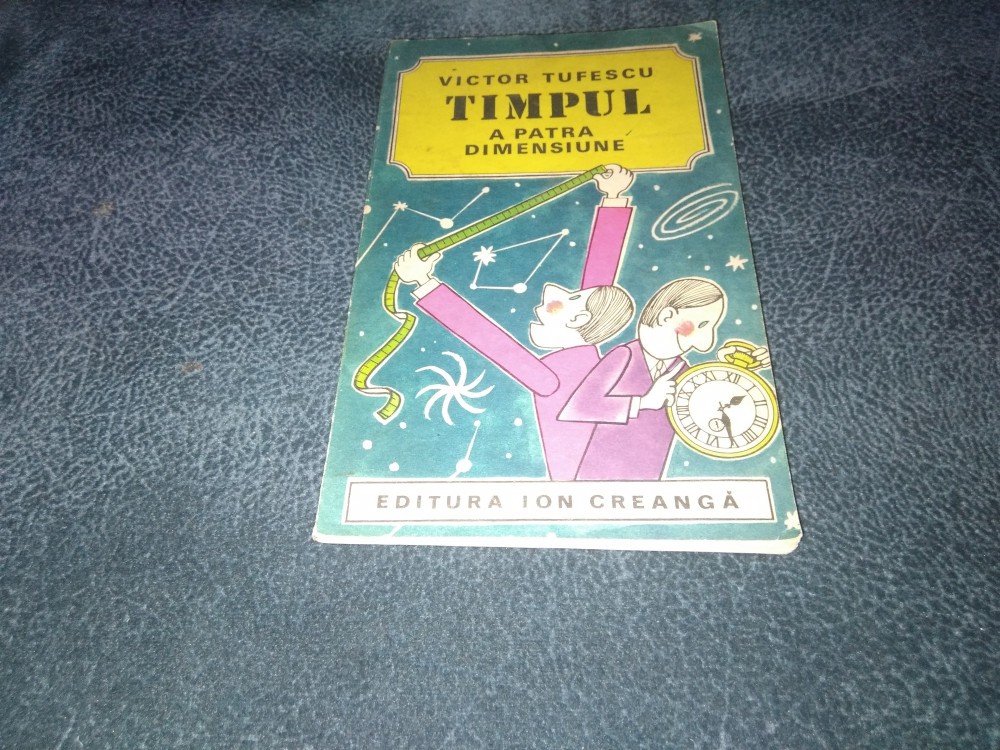 VICTOR TUFESCU
TIMPUL
A PATRA
DIMENSIUNE
EDITURA ION CREANGĂ